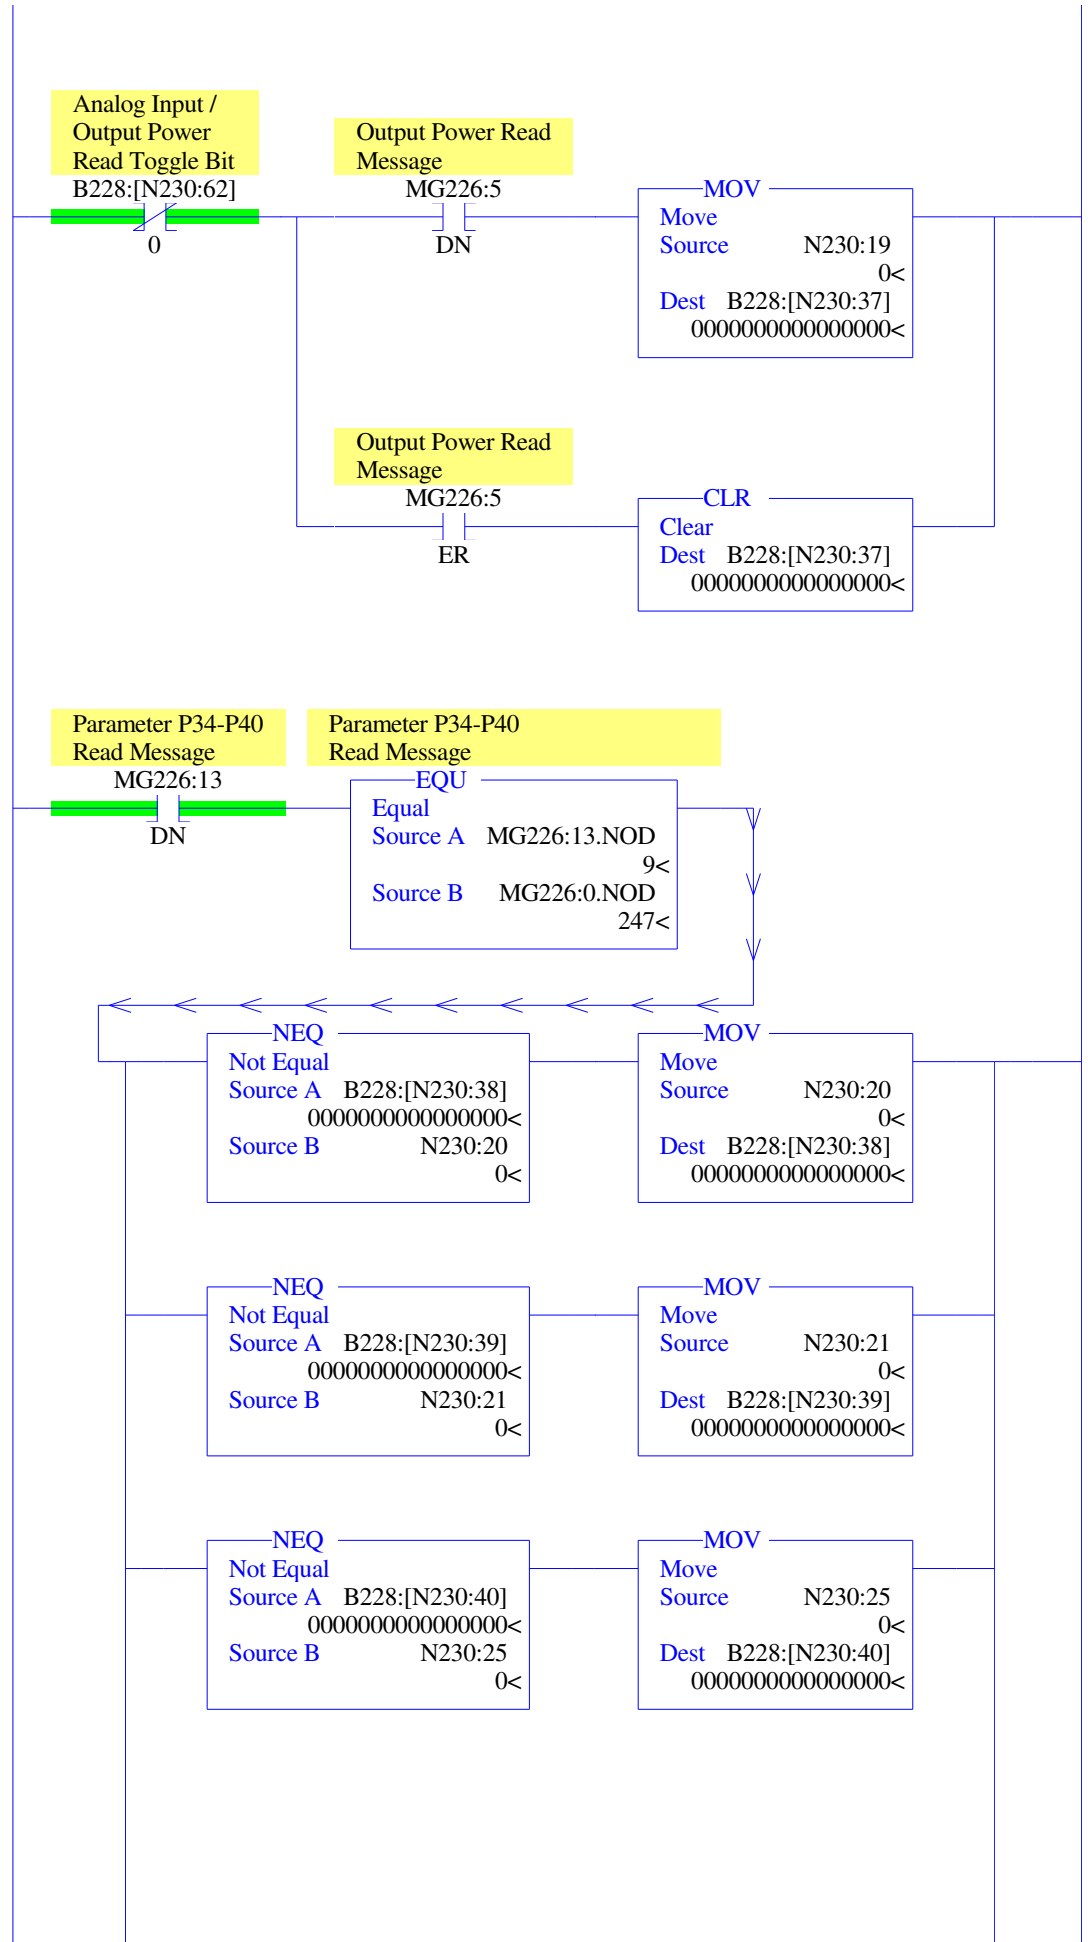 Analog Input /
Output Power
Read Toggle Bit
B228:[N230:62]
0
Output Power Read
Message
MG226:5
DN
MOV
Move
Source N230:19
0<
Dest B228:[N230:37]
0000000000000000<
Output Power Read
Message
MG226:5
ER
CLR
Clear
Dest B228:[N230:37]
0000000000000000<
Parameter P34-P40
Read Message
MG226:13
DN
Parameter P34-P40
Read Message
EQU
Equal
Source A MG226:13.NOD
9<
Source B MG226:0.NOD
247<
NEQ
Not Equal
Source A B228:[N230:38]
0000000000000000<
Source B N230:20
0<
MOV
Move
Source N230:20
0<
Dest B228:[N230:38]
0000000000000000<
NEQ
Not Equal
Source A B228:[N230:39]
0000000000000000<
Source B N230:21
0<
MOV
Move
Source N230:21
0<
Dest B228:[N230:39]
0000000000000000<
NEQ
Not Equal
Source A B228:[N230:40]
0000000000000000<
Source B N230:25
0<
MOV
Move
Source N230:25
0<
Dest B228:[N230:40]
0000000000000000<